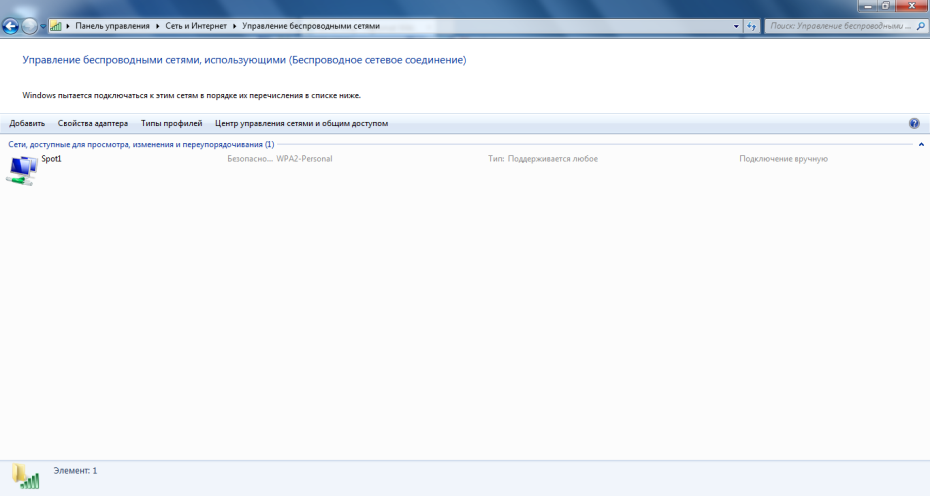 Панель управления ▸ Сеть и Интернет ▸ Управление беспроводными сетями
Поиск: Управление беспроводными ...
Управление беспроводными сетями, использующими (Беспроводное сетевое соединение)
Windows пытается подключаться к этим сетям в порядке их перечисления в списке ниже.
Добавить Свойства адаптера Типы профилей Центр управления сетями и общим доступом
Сети, доступные для просмотра, изменения и переупорядочивания (1)
Spot1 Безопасно... WPA2-Personal Тип: Поддерживается любое Подключение вручную
Элемент: 1